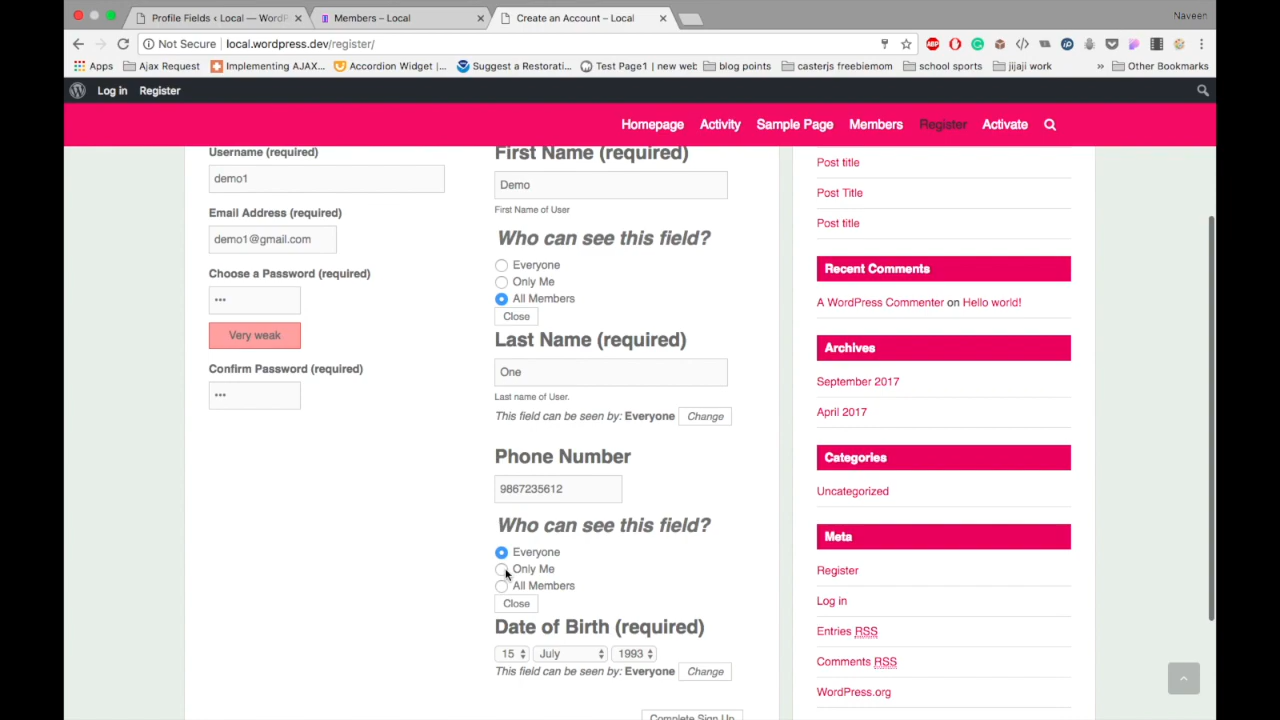 Profile Fields ‹ Local — WordPR
Members – Local
Create an Account – Local
Naveen
Not Secure
local.wordpress.dev/register/
Apps
Ajax Request
Implementing AJAX...
Accordion Widget |...
Suggest a Restorati...
Test Page1 | new web
blog points
casterjs freebiemom
school sports
jijaji work
»
Other Bookmarks
Log in
Register
Homepage
Activity
Sample Page
Members
Register
Activate
Username (required)
demo1
Email Address (required)
demo1@gmail.com
Choose a Password (required)
•••
Very weak
Confirm Password (required)
•••
First Name (required)
Demo
First Name of User
Who can see this field?
Everyone
Only Me
All Members
Close
Last Name (required)
One
Last name of User.
This field can be seen by: Everyone Change
Phone Number
9867235612
Who can see this field?
Everyone
Only Me
All Members
Close
Date of Birth (required)
15 July 1993
This field can be seen by: Everyone Change
Complete Sign Up
Post title
Post Title
Post title
Recent Comments
A WordPress Commenter on Hello world!
Archives
September 2017
April 2017
Categories
Uncategorized
Meta
Register
Log in
Entries RSS
Comments RSS
WordPress.org